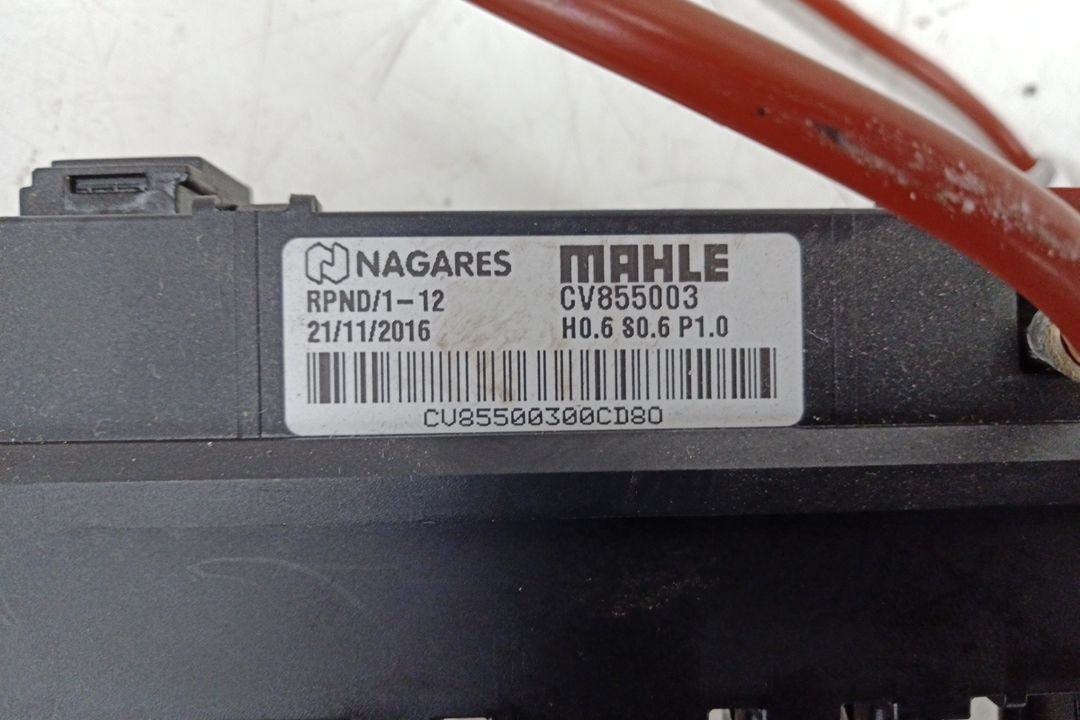 NAGARES MAHLE
RPND/1-12 CV855003
21/11/2016 H0.6 S0.6 P1.0
CV85500300CD80